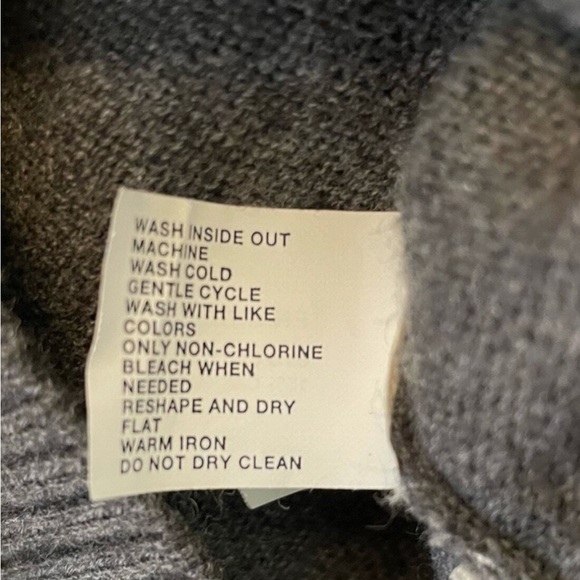 WASH INSIDE OUT
MACHINE
WASH COLD
GENTLE CYCLE
WASH WITH LIKE
COLORS
ONLY NON-CHLORINE
BLEACH WHEN
NEEDED
RESHAPE AND DRY
FLAT
WARM IRON
DO NOT DRY CLEAN